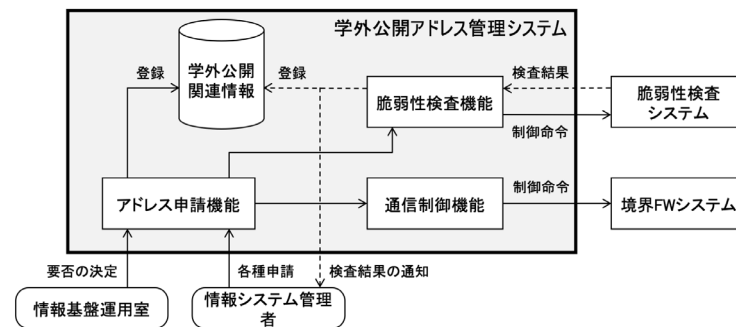 学外公開アドレス管理システム
学外公開
関連情報
登録
登録
検査結果
脆弱性検査機能
脆弱性検査
システム
制御命令
制御命令
アドレス申請機能
通信制御機能
境界FWシステム
要否の決定
各種申請
検査結果の通知
情報基盤運用室
情報システム管理
者